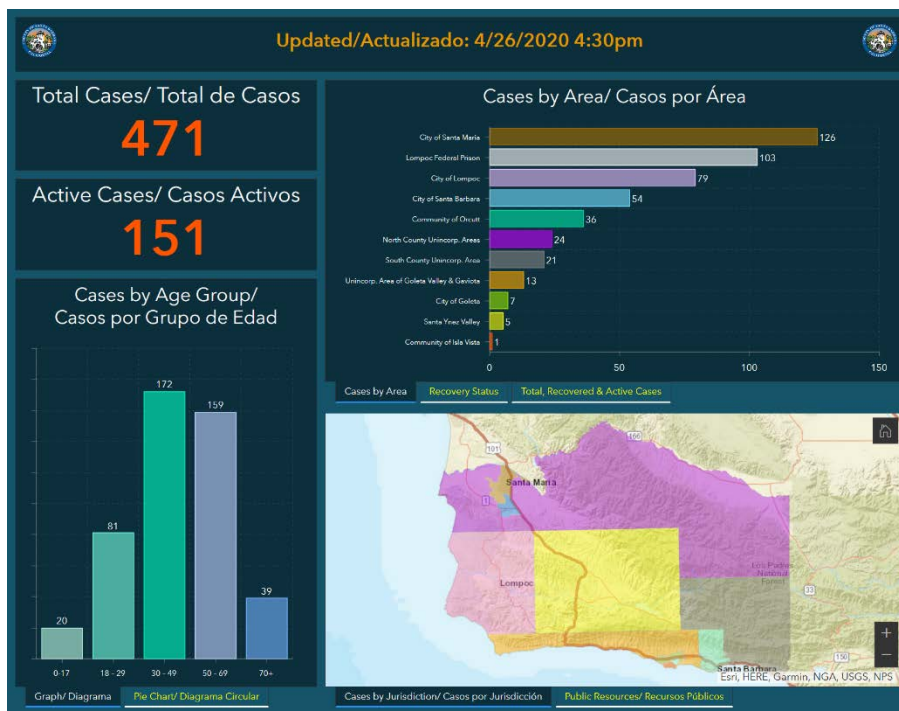 Updated/Actualizado: 4/26/2020 4:30pm
Total Cases/ Total de Casos
471
Active Cases/ Casos Activos
151
Cases by Age Group/
Casos por Grupo de Edad
172
159
81
39
20
0-17 18 - 29 30 - 49 50 - 69 70+
Graph/ Diagrama Pie Chart/ Diagrama Circular
Cases by Area/ Casos por Área
City of Santa Maria 126
Lompoc Federal Prison 103
City of Lompoc 79
City of Santa Barbara 54
Community of Orcutt 36
North County Unincorp. Areas 24
South County Unincorp. Area 21
Unincorp. Area of Goleta Valley & Gaviota 13
City of Goleta 7
Santa Ynez Valley 5
Community of Isla Vista 1
0 50 100 150
Cases by Area Recovery Status Total, Recovered & Active Cases
166
191
Santa Maria
1
Los Padres
National
Forest
Lompoc
33
+
−
150
Santa Barbara
Esri, HERE, Garmin, NGA, USGS, NPS
Cases by Jurisdiction/ Casos por Jurisdicción Public Resources/ Recursos Públicos